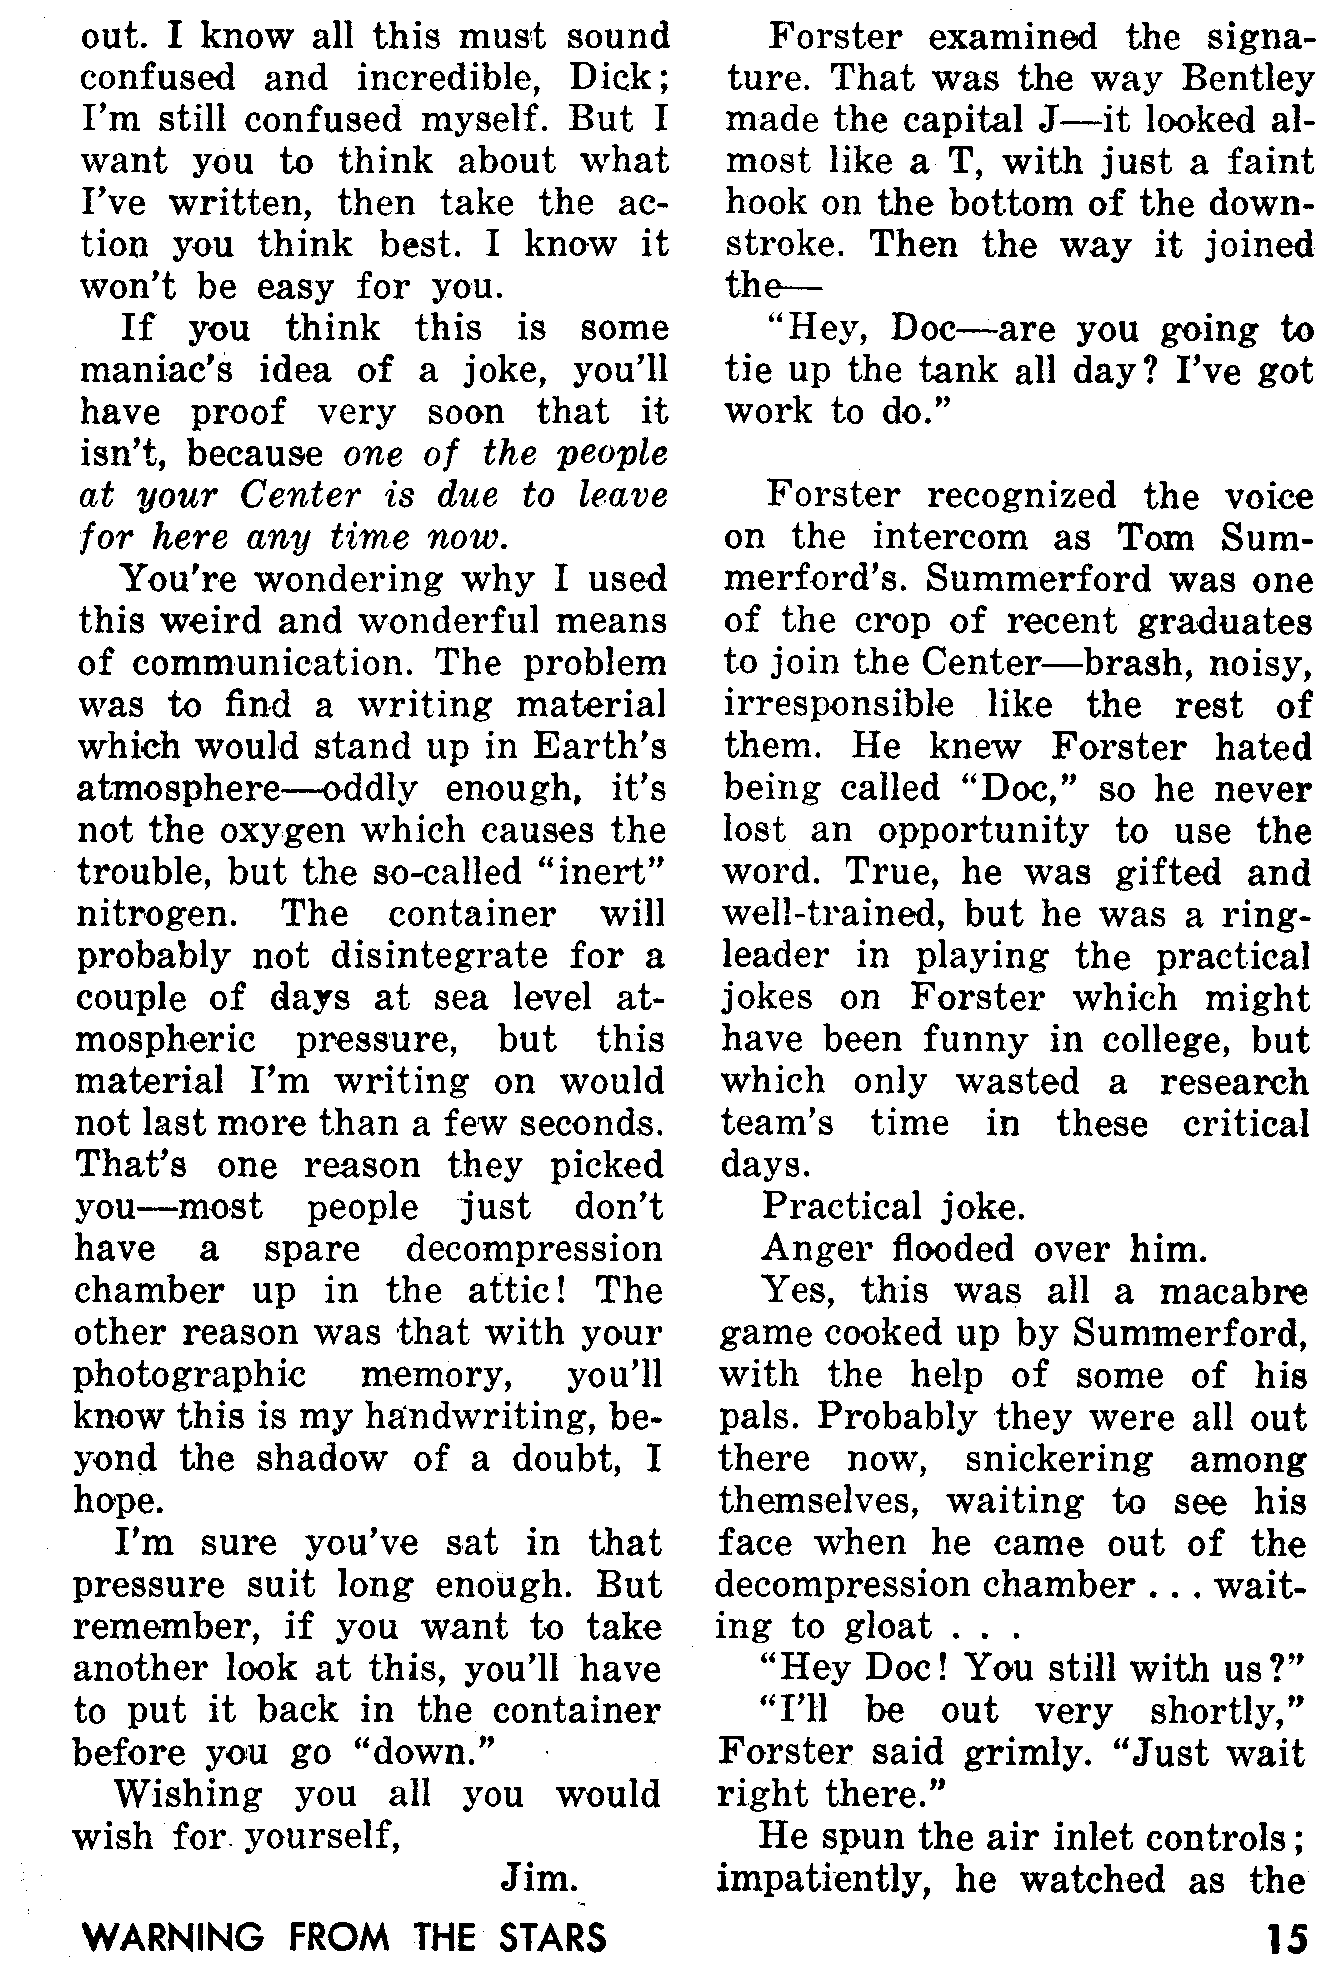 out. I know all this must sound
confused and incredible, Dick;
I'm still confused myself. But I
want you to think about what
I've written, then take the ac-
tion you think best. I know it
won't be easy for you.
If you think this is some
maniac's idea of a joke, you'll
have proof very soon that it
isn't, because one of the people
at your Center is due to leave
for here any time now.
You're wondering why I used
this weird and wonderful means
of communication. The problem
was to find a writing material
which would stand up in Earth's
atmosphere—oddly enough, it's
not the oxygen which causes the
trouble, but the so-called “inert”
nitrogen. The container will
probably not disintegrate for a
couple of days at sea level at-
mospheric pressure, but this
material I'm writing on would
not last more than a few seconds.
That's one reason they picked
you—most people just don't
have a spare decompression
chamber up in the attic! The
other reason was that with your
photographic memory, you'll
know this is my handwriting, be-
yond the shadow of a doubt, I
hope.
I'm sure you've sat in that
pressure suit long enough. But
remember, if you want to take
another look at this, you'll have
to put it back in the container
before you go “down.”
Wishing you all you would
wish for yourself,
Jim.
Forster examined the signa-
ture. That was the way Bentley
made the capital J—it looked al-
most like a T, with just a faint
hook on the bottom of the down-
stroke. Then the way it joined
the—
“Hey, Doc—are you going to
tie up the tank all day? I've got
work to do.”
Forster recognized the voice
on the intercom as Tom Sum-
merford's. Summerford was one
of the crop of recent graduates
to join the Center—brash, noisy,
irresponsible like the rest of
them. He knew Forster hated
being called “Doc,” so he never
lost an opportunity to use the
word. True, he was gifted and
well-trained, but he was a ring-
leader in playing the practical
jokes on Forster which might
have been funny in college, but
which only wasted a research
team's time in these critical
days.
Practical joke.
Anger flooded over him.
Yes, this was all a macabre
game cooked up by Summerford,
with the help of some of his
pals. Probably they were all out
there now, snickering among
themselves, waiting to see his
face when he came out of the
decompression chamber . . . wait-
ing to gloat . . .
“Hey Doc! You still with us?”
“I'll be out very shortly,”
Forster said grimly. “Just wait
right there.”
He spun the air inlet controls;
impatiently, he watched as the
WARNING FROM THE STARS
15